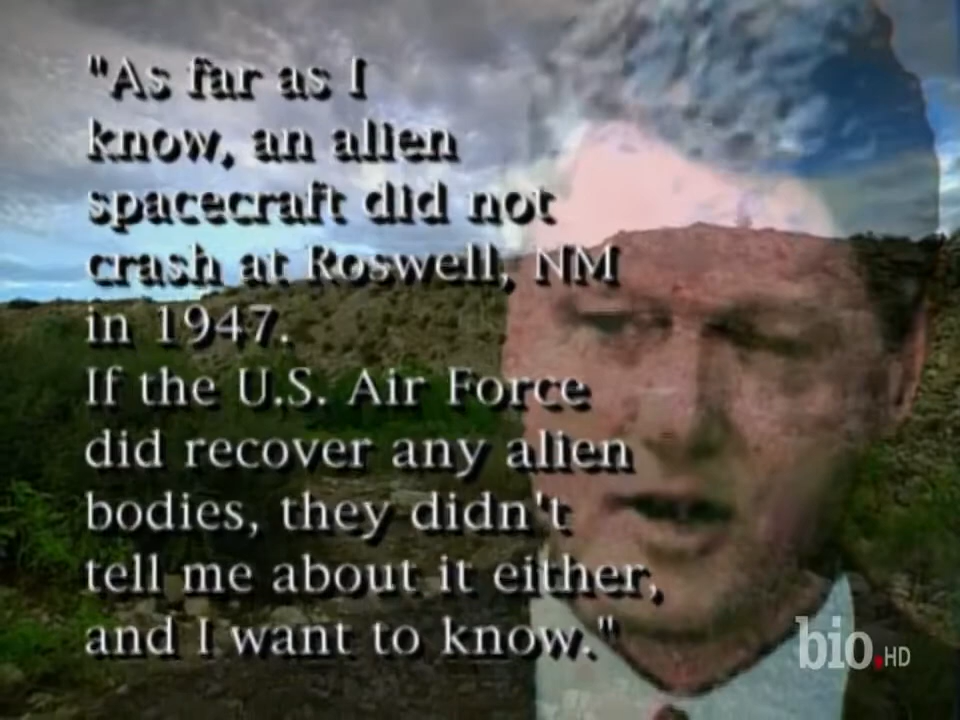 "As far as I
know, an alien
spacecraft did not
crash at Roswell, NM
in 1947.
If the U.S. Air Force
did recover any alien
bodies, they didn't
tell me about it either,
and I want to know."
bio.HD